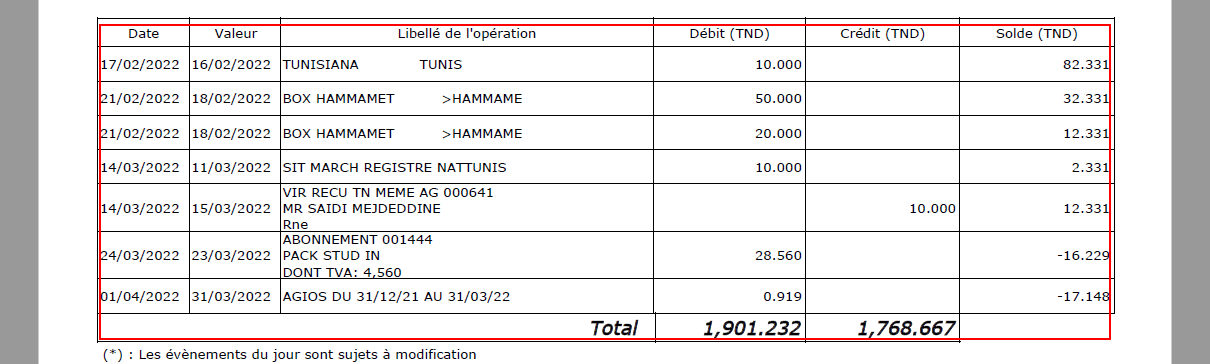 Date Valeur Libellé de l'opération Débit (TND) Crédit (TND) Solde (TND)
17/02/2022 16/02/2022 TUNISIANA TUNIS 10.000 82.331
21/02/2022 18/02/2022 BOX HAMMAMET >HAMMAME 50.000 32.331
21/02/2022 18/02/2022 BOX HAMMAMET >HAMMAME 20.000 12.331
14/03/2022 11/03/2022 SIT MARCH REGISTRE NATTUNIS 10.000 2.331
VIR RECU TN MEME AG 000641
14/03/2022 15/03/2022 MR SAIDI MEJDEDDINE 10.000 12.331
Rne
ABONNEMENT 001444
24/03/2022 23/03/2022 PACK STUD IN 28.560 -16.229
DONT TVA: 4,560
01/04/2022 31/03/2022 AGIOS DU 31/12/21 AU 31/03/22 0.919 -17.148
Total 1,901.232 1,768.667
(*) : Les évènements du jour sont sujets à modification